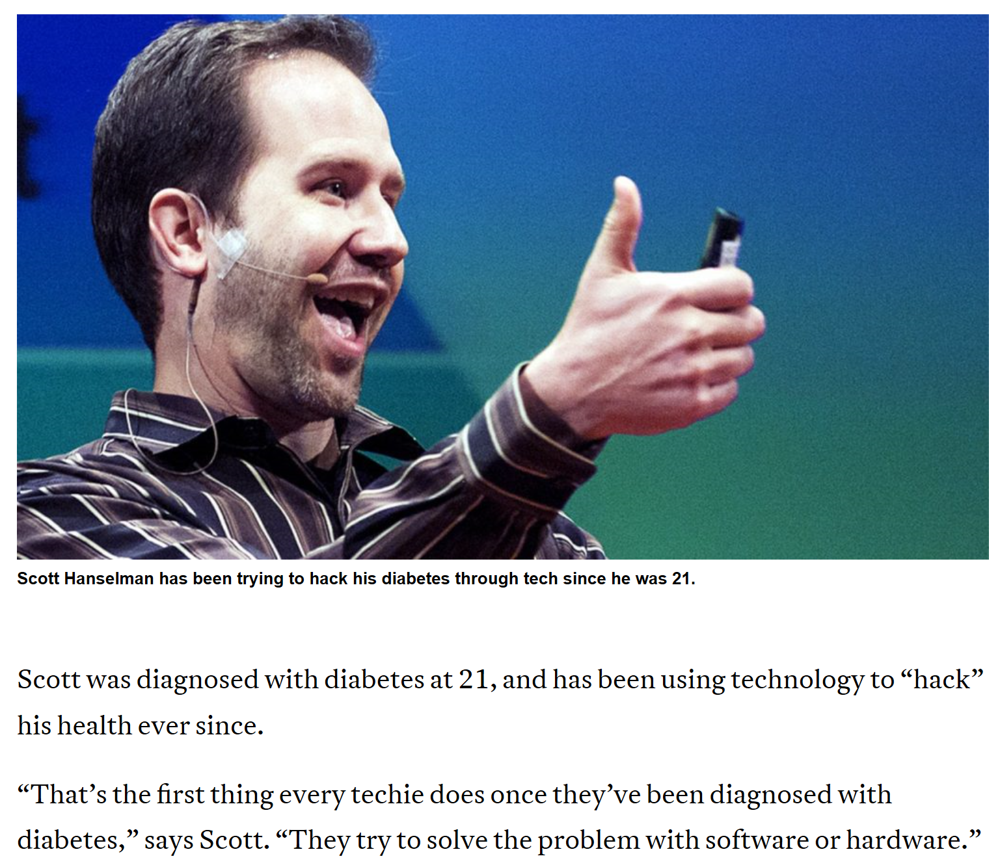 t
Scott Hanselman has been trying to hack his diabetes through tech since he was 21.
Scott was diagnosed with diabetes at 21, and has been using technology to “hack”
his health ever since.
“That’s the first thing every techie does once they’ve been diagnosed with
diabetes,” says Scott. “They try to solve the problem with software or hardware.”